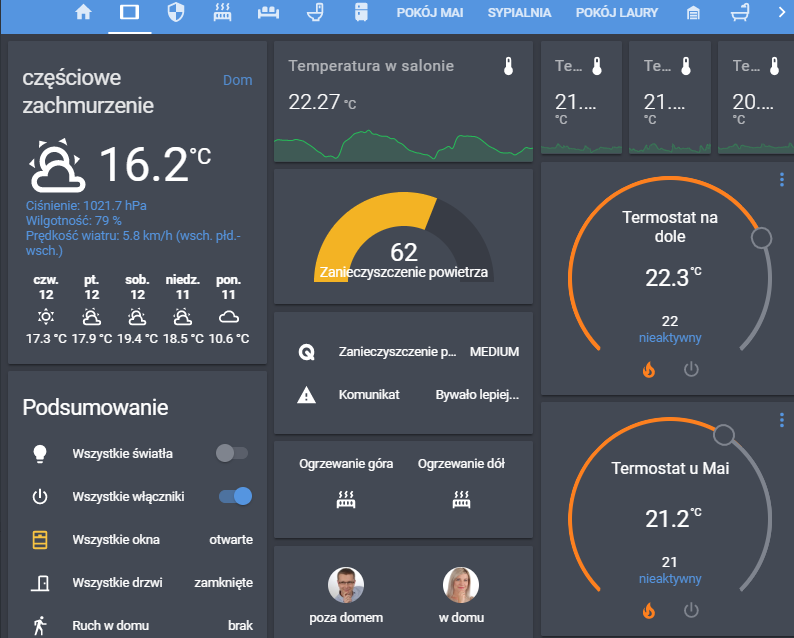 POKÓJ MAI SYPIALNIA POKÓJ LAURY
częściowe
zachmurzenie
Dom
16.2°C
Ciśnienie: 1021.7 hPa
Wilgotność: 79 %
Prędkość wiatru: 5.8 km/h (wsch. płd.-
wsch.)
czw. pt. sob. niedz. pon.
12 12 12 11 11
17.3 °C 17.9 °C 19.4 °C 18.5 °C 10.6 °C
Podsumowanie
Wszystkie światła
Wszystkie włączniki
Wszystkie okna otwarte
Wszystkie drzwi zamknięte
Ruch w domu brak
Temperatura w salonie
22.27 °C
62
Zanieczyszczenie powietrza
Zanieczyszczenie p... MEDIUM
Komunikat Bywało lepiej...
Ogrzewanie góra Ogrzewanie dół
poza domem w domu
Te... Te... Te...
21.... 21.... 20....
°C °C °C
Termostat na
dole
22.3°C
22
nieaktywny
Termostat u Mai
21.2°C
21
nieaktywny